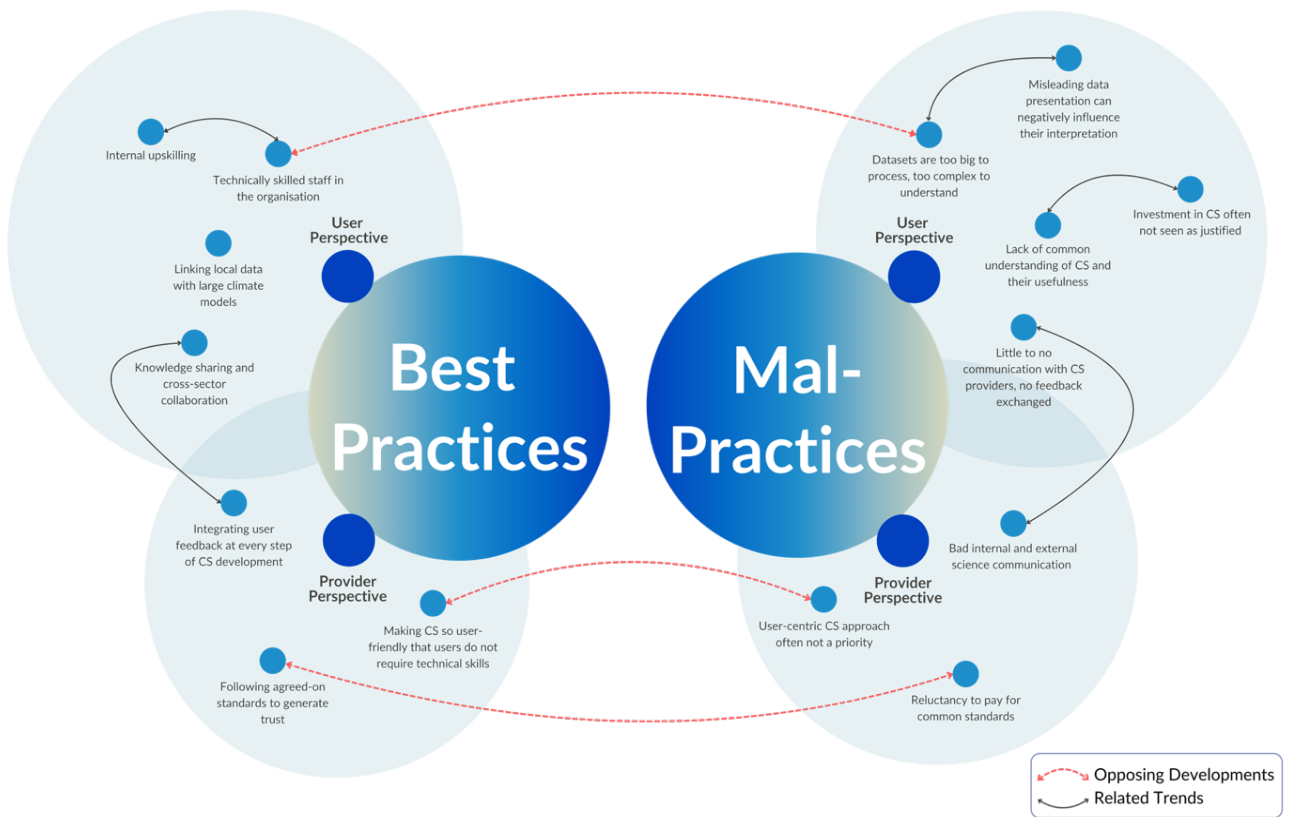 Internal upskilling
Technically skilled staff in
the organisation
Linking local data
with large climate
models
Knowledge sharing and
cross-sector
collaboration
User
Perspective
Best
Practices
Integrating user
feedback at every step
of CS development
Provider
Perspective
Making CS so user-
friendly that users do not
require technical skills
Following agreed-on
standards to generate
trust
Misleading data
presentation can
negatively influence
their interpretation
Datasets are too big to
process, too complex to
understand
Investment in CS often
not seen as justified
User
Perspective
Lack of common
understanding of CS and
their usefulness
Little to no
communication with CS
providers, no feedback
exchanged
Mal-
Practices
Bad internal and external
science communication
Provider
Perspective
User-centric CS approach
often not a priority
Reluctancy to pay for
common standards
Opposing Developments
Related Trends